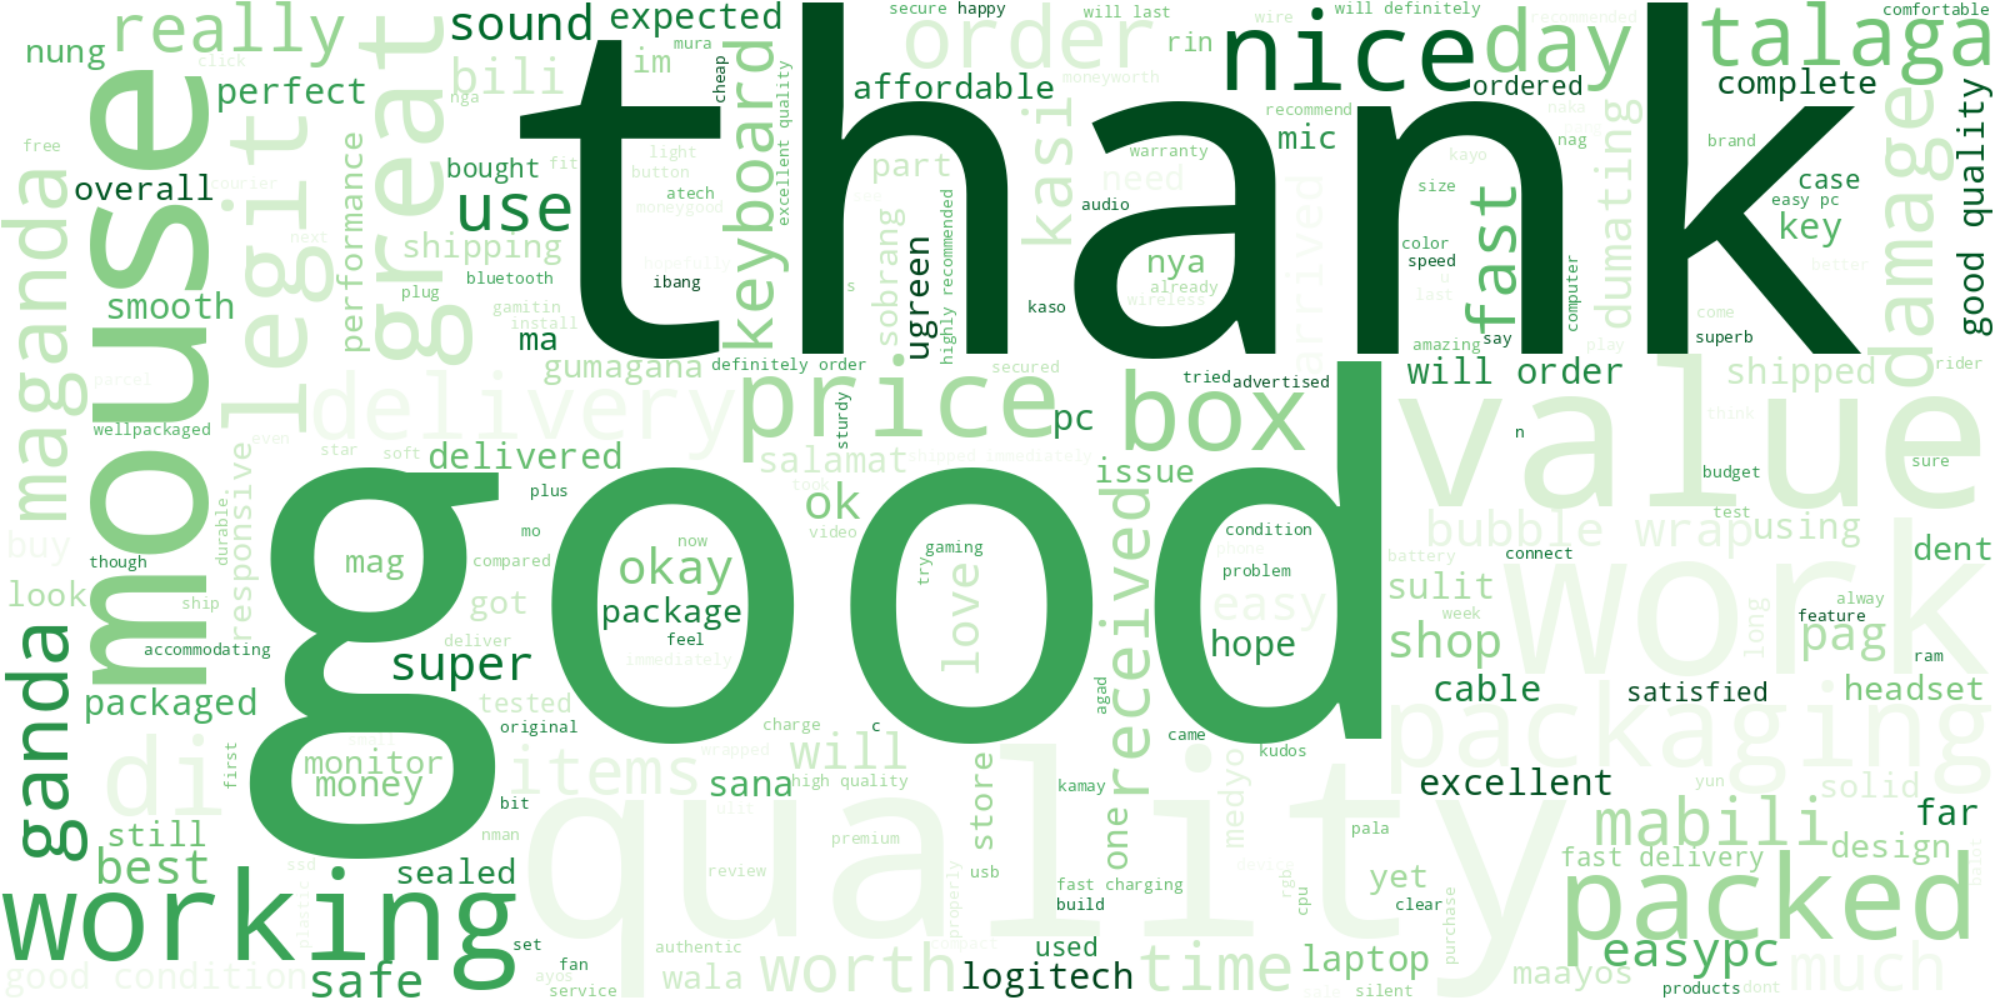 secure happy
will last
wire
will definitely
recommended
comfortable
really
sound
expected
order
rin
nice
day
talaga
nung
click
mura
im
bili
nga
great
perfect
cheap
keyboard
excellent quality
affordable
moneyworth
ordered
complete
thank
mouse
free
legit
performance
bought
fit
light
button
atech
moneygood
kasi
part
need
warranty
recommend
mic
naka
nag
kayo
brand
dumating
damage
good quality
overall
courier
use
audio
size
case
easy pc
key
maganda
next
shipping
bluetooth
plug
hopefully
ibang
gamitin
install
ma
s
sobrang
ugreen
highly recommended
kaso
nya
already
wireless
arrived
color
speed
u
last
fast
computer
better
smooth
come
superb
amazing
say
play
gumagana
definitely order
secured
price
tried
advertised
will order
shipped
rider
parcel
delivery
sturdy
pc
box
value
think
n
wellpackaged
even
star
soft
delivered
salamat
shipped immediately
issue
budget
sure
responsive
durable.
plus
took
ok
video
received
test
bubble wrap
using
buy
though
good
mag
mo
compared
now
okay
try
gaming
love
condition
phone
problem
battery
connect
dent
look
ship
got
package
feel
immediately
easy
hope
sulit
week
work
alway
feature
accommodating
deliver
shop
long
pag
ram
ganda
super
packaged
tested
original
agad
cable
satisfied
headset
charge
c
came
packaging
di
first
small
monitor
money
items
wrapped
will
kudos
sana
high quality
store
kamay
medyo
excellent
yun
solid
bit
ulit
quality
one
mabili
far
still
nman
premium
pala
design
best
ssd
sealed
review
usb
fast charging
device
rgb
cpu
yet
fast delivery
working
plastic
properly
build
clear
purchase
packed
set
authentic
compact
used
easypc
good condition
safe
fan
ayos
service
wala
worth
logitech
time
sale
laptop
silent
maayos
products
dont
much